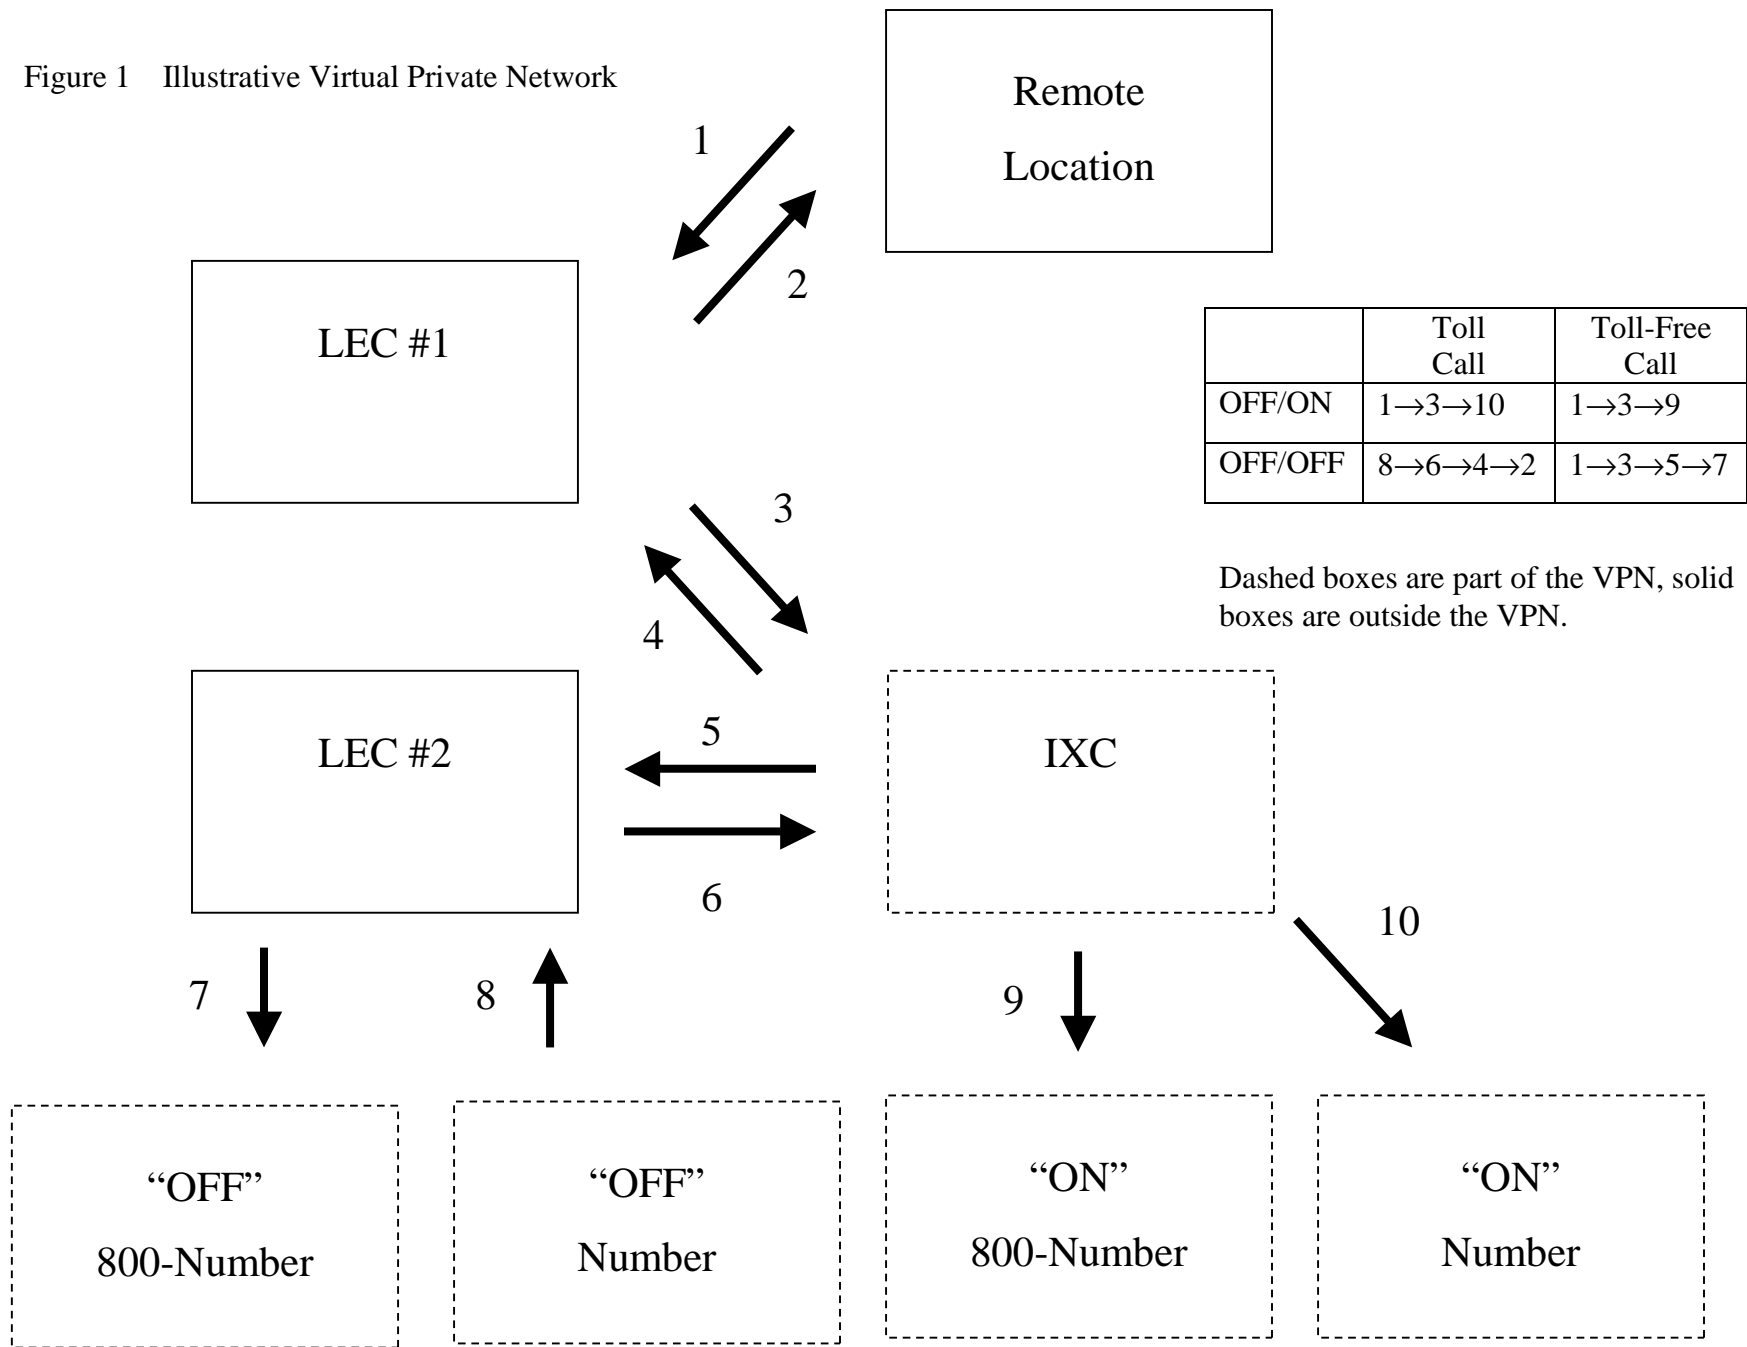 Figure 1 Illustrative Virtual Private Network
Remote
Location
1
2
LEC #1
Toll
Call
Toll-Free
Call
OFF/ON
1→3→10
1→3→9
OFF/OFF
8→6→4→2
1→3→5→7
3
4
Dashed boxes are part of the VPN, solid
boxes are outside the VPN.
LEC #2
5
6
IXC
7
8
9
10
“OFF”
800-Number
“OFF”
Number
“ON”
800-Number
“ON”
Number